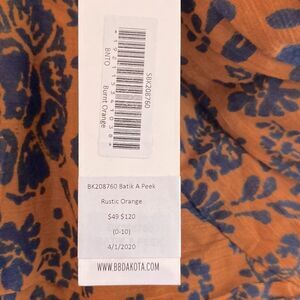 SBK208760
BNTO
Burnt Orange
BK208760 Batik A Peek
Rustic Orange
$49 $120
(0-10)
4/1/2020
WWW.BBDAKOTA.COM